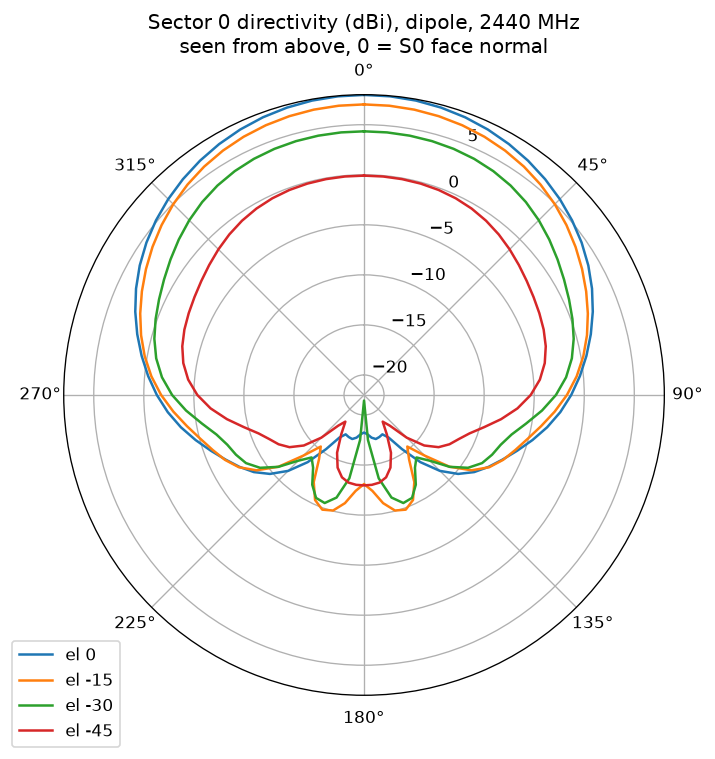 Sector 0 directivity (dBi), dipole, 2440 MHz
seen from above, 0 = S0 face normal
0°
315°
45°
5
0
−5
−10
−15
−20
270°
90°
225°
135°
180°
el 0
el -15
el -30
el -45